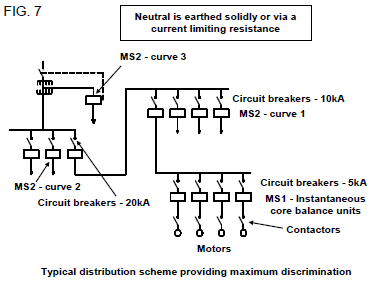 FIG. 7
Neutral is earthed solidly or via a
current limiting resistance
MS2 - curve 3
Circuit breakers - 10kA
MS2 - curve 1
MS2 - curve 2
Circuit breakers - 20kA
Circuit breakers - 5kA
MS1 - Instantaneous
core balance units
Contactors
Motors
Typical distribution scheme providing maximum discrimination